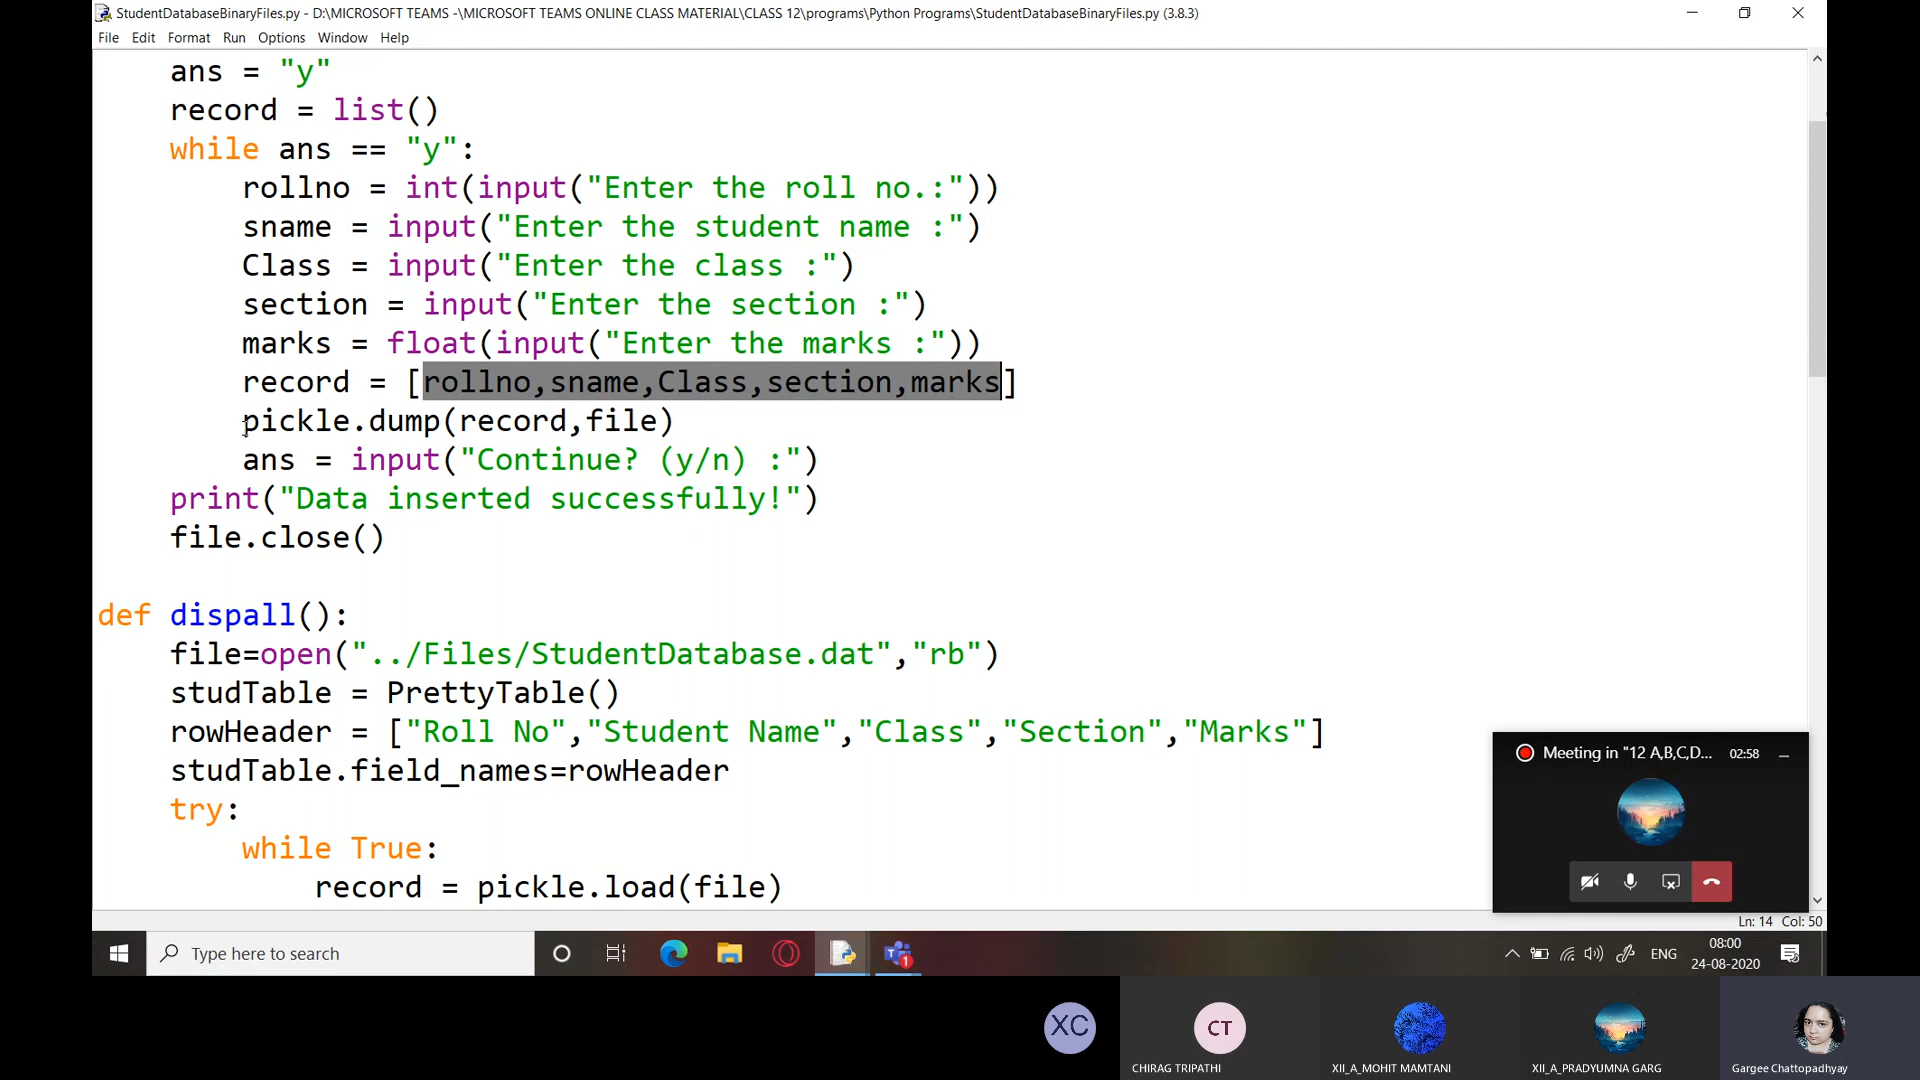 StudentDatabaseBinaryFiles.py - D:\MICROSOFT TEAMS -\MICROSOFT TEAMS ONLINE CLASS MATERIAL\CLASS 12\programs\Python Programs\StudentDatabaseBinaryFiles.py (3.8.3)
File Edit Format Run Options Window Help
ans = "y"
record = list()
while ans == "y":
rollno = int(input("Enter the roll no.:"))
sname = input("Enter the student name :")
Class = input("Enter the class :")
section = input("Enter the section :")
marks = float(input("Enter the marks :"))
record = [rollno,sname,Class,section,marks]
pickle.dump(record,file)
ans = input("Continue? (y/n) :")
print("Data inserted successfully!")
file.close()
def dispall():
file=open("../Files/StudentDatabase.dat","rb")
studTable = PrettyTable()
rowHeader = ["Roll No","Student Name","Class","Section","Marks"]
studTable.field_names=rowHeader
try:
while True:
record = pickle.load(file)
Meeting in "12 A,B,C,D... 02:58
Ln: 14 Col: 50
Type here to search
1
ENG
08:00
24-08-2020
XC
CT
CHIRAG TRIPATHI
XII_A_MOHIT MAMTANI
XII_A_PRADYUMNA GARG
Gargee Chattopadhyay